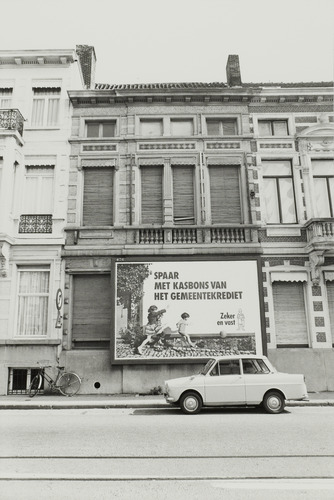 SPAAR
MET KASBONS VAN
HET GEMEENTEKREDIET
Zeker
en vast